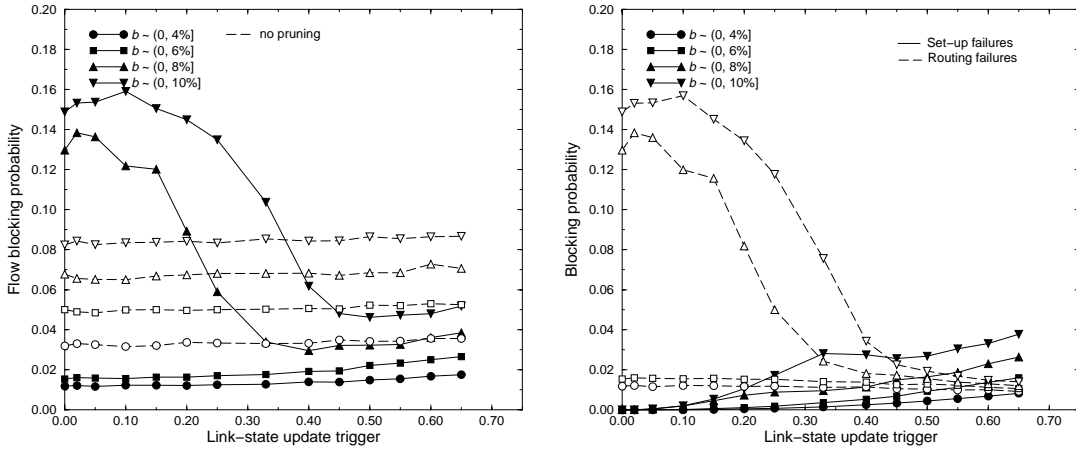 0.20
0.18
0.16
0.14
0.12
0.10
0.08
0.06
0.04
0.02
0.00
Flow blocking probability
b ~ (0, 4%]
b ~ (0, 6%]
b ~ (0, 8%]
b ~ (0, 10%]
no pruning
0.00 0.10 0.20 0.30 0.40 0.50 0.60 0.70
Link−state update trigger
0.20
0.18
0.16
0.14
0.12
0.10
0.08
0.06
0.04
0.02
0.00
Blocking probability
b ~ (0, 4%]
b ~ (0, 6%]
b ~ (0, 8%]
b ~ (0, 10%]
Set−up failures
Routing failures
0.00 0.10 0.20 0.30 0.40 0.50 0.60 0.70
Link−state update trigger